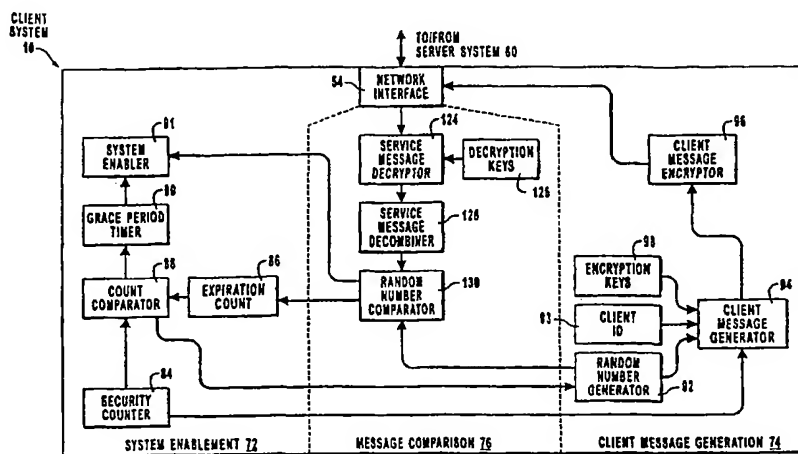 CLIENT
SYSTEM
10
TO/FROM
SERVER SYSTEM 60
54
NETWORK
INTERFACE
91
SYSTEM
ENABLER
124
SERVICE
MESSAGE
DECRYPTOR
DECRYPTION
KEYS
125
96
CLIENT
MESSAGE
ENCRYPTOR
89
GRACE PERIOD
TIMER
126
SERVICE
MESSAGE
DECOMBINER
88
COUNT
COMPARATOR
86
EXPIRATION
COUNT
130
RANDOM
NUMBER
COMPARATOR
98
ENCRYPTION
KEYS
93
CLIENT
ID
94
CLIENT
MESSAGE
GENERATOR
84
SECURITY
COUNTER
RANDOM
NUMBER
GENERATOR
92
SYSTEM ENABLEMENT 72
MESSAGE COMPARISON 76
CLIENT MESSAGE GENERATION 74